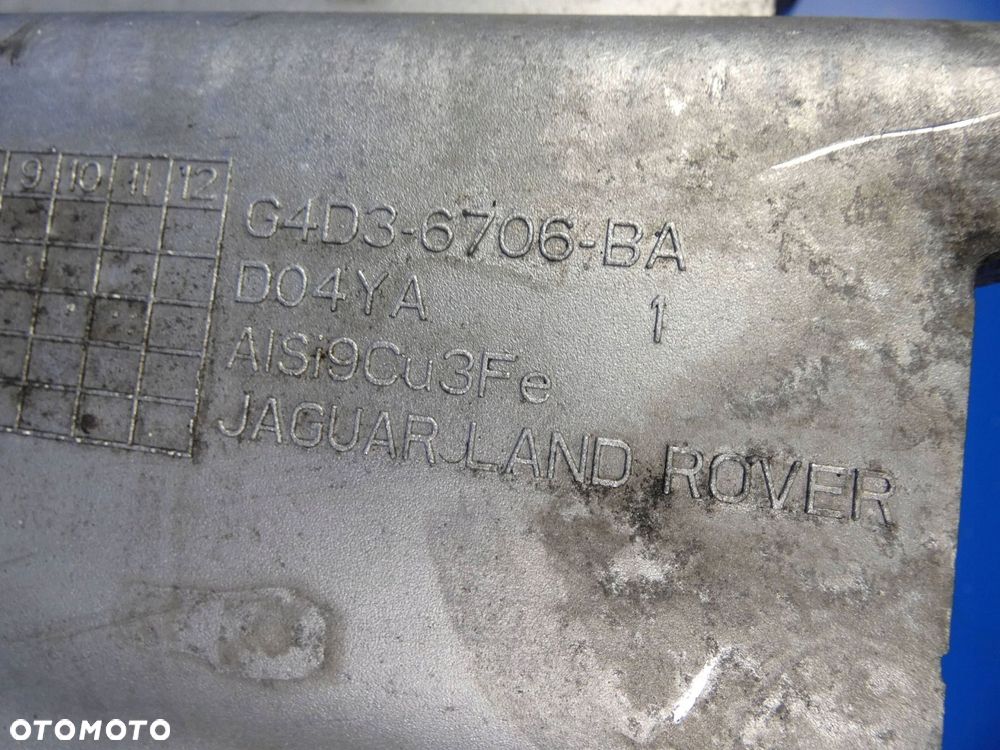 9 10 11 12
G4D3-6706-BA
D04YA 1
AlSi9Cu3Fe
JAGUAR LAND ROVER
OTOMOTO